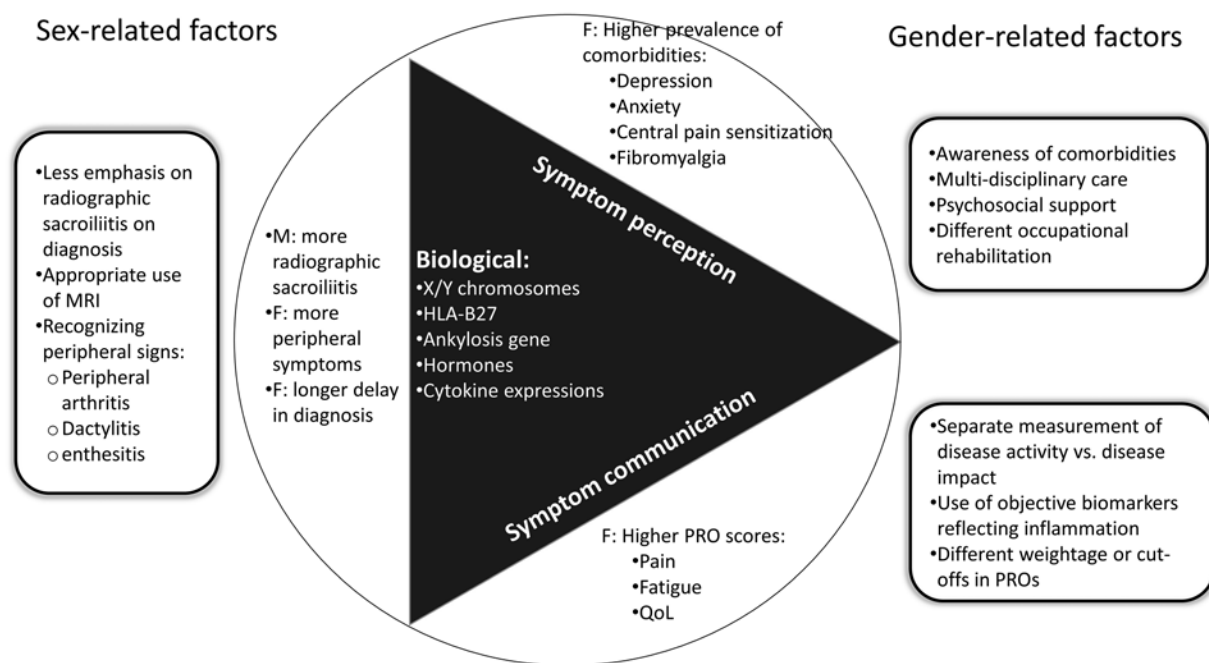 Sex-related factors
•Less emphasis on
radiographic
sacroiliitis on
diagnosis
•Appropriate use
of MRI
•Recognizing
peripheral signs:
o Peripheral
arthritis
o Dactylitis
o enthesitis
•M: more
radiographic
sacroiliitis
•F: more
peripheral
symptoms
•F: longer delay
in diagnosis
Biological:
•X/Y chromosomes
•HLA-B27
•Ankylosis gene
•Hormones
•Cytokine expressions
Symptom perception
Symptom communication
F: Higher prevalence of
comorbidities:
•Depression
•Anxiety
•Central pain sensitization
•Fibromyalgia
F: Higher PRO scores:
•Pain
•Fatigue
•QoL
Gender-related factors
•Awareness of comorbidities
•Multi-disciplinary care
•Psychosocial support
•Different occupational
rehabilitation
•Separate measurement of
disease activity vs. disease
impact
•Use of objective biomarkers
reflecting inflammation
•Different weightage or cut-
offs in PROs